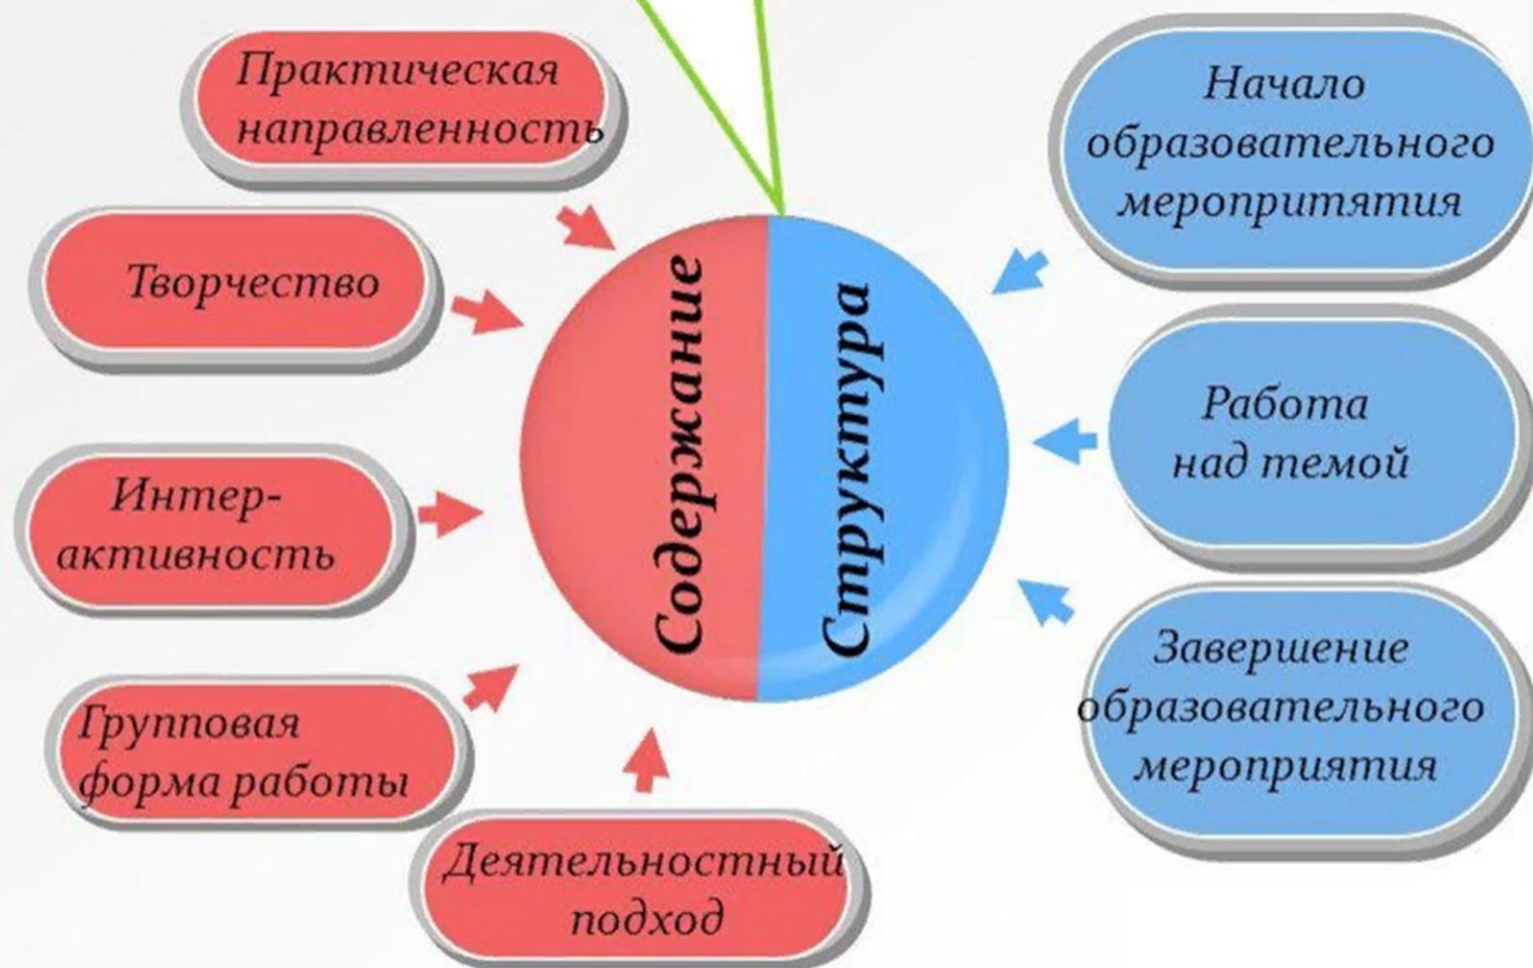 Практическая
направленность
Творчество
Интер-
активность
Групповая
форма работы
Деятельностный
подход
Содержание
Структура
Начало
образовательного
меропритятия
Работа
над темой
Завершение
образовательного
мероприятия